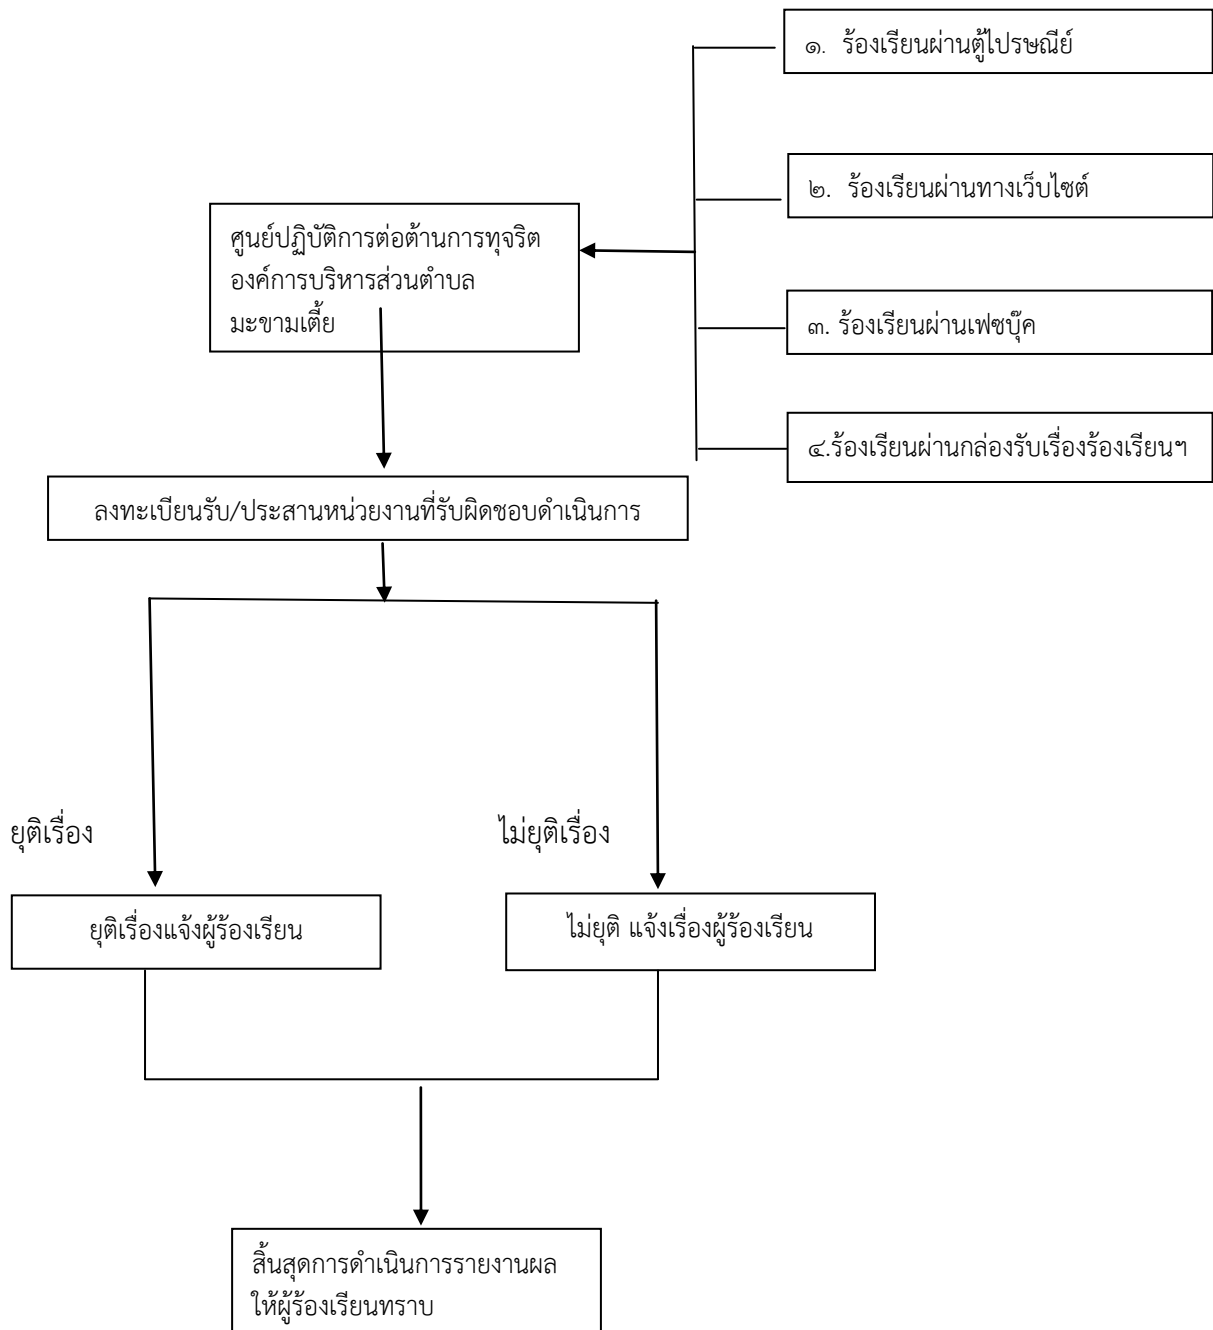 ๑. ร้องเรียนผ่านตู้ไปรษณีย์
๒. ร้องเรียนผ่านทางเว็บไซต์
ศูนย์ปฏิบัติการต่อต้านการทุจริต
องค์การบริหารส่วนตำบล
มะขามเตี้ย
๓. ร้องเรียนผ่านเฟซบุ๊ค
๔.ร้องเรียนผ่านกล่องรับเรื่องร้องเรียนฯ
ลงทะเบียนรับ/ประสานหน่วยงานที่รับผิดชอบดำเนินการ
ยุติเรื่อง
ไม่ยุติเรื่อง
ยุติเรื่องแจ้งผู้ร้องเรียน
ไม่ยุติ แจ้งเรื่องผู้ร้องเรียน
สิ้นสุดการดำเนินการรายงานผล
ให้ผู้ร้องเรียนทราบ